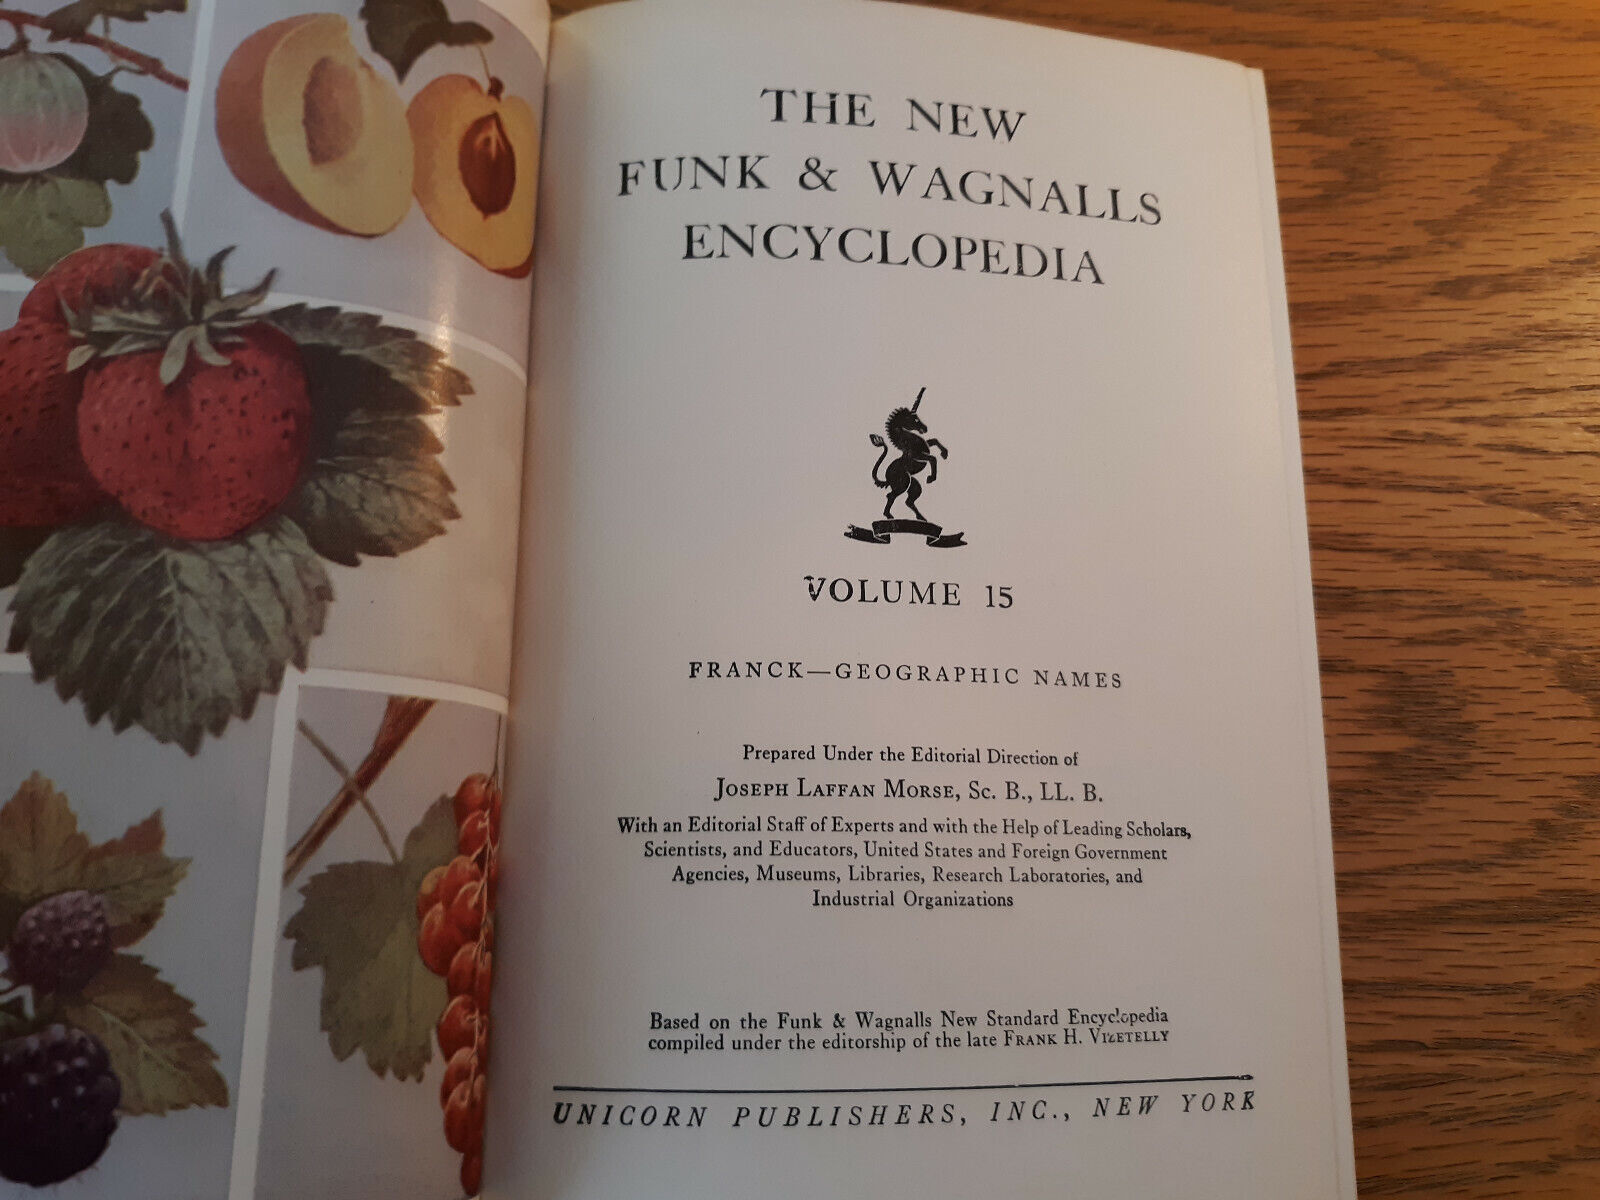 THE NEW
FUNK & WAGNALLS
ENCYCLOPEDIA
VOLUME 15
FRANCK—GEOGRAPHIC NAMES
Prepared Under the Editorial Direction of
JOSEPH LAFFAN MORSE, Sc. B., LL. B.
With an Editorial Staff of Experts and with the Help of Leading Scholars,
Scientists, and Educators, United States and Foreign Government
Agencies, Museums, Libraries, Research Laboratories, and
Industrial Organizations
Based on the Funk & Wagnalls New Standard Encyclopedia
compiled under the editorship of the late FRANK H. VIZETELLY
UNICORN PUBLISHERS, INC., NEW YORK